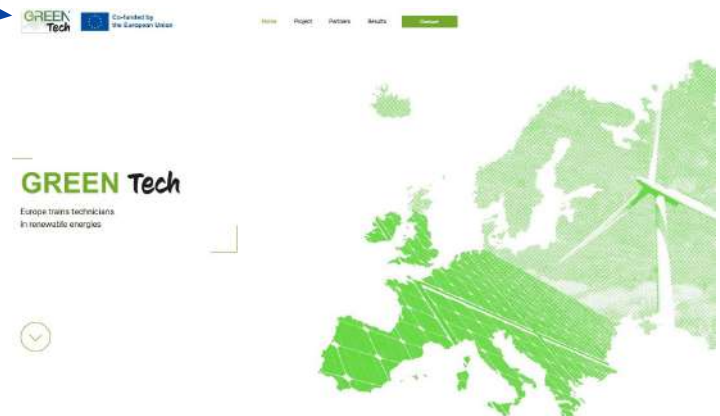 GREEN
Tech
Co-funded by
the European Union
Home Project Partners Results Contact
GREEN Tech
Europe trains technicians
in renewable energies